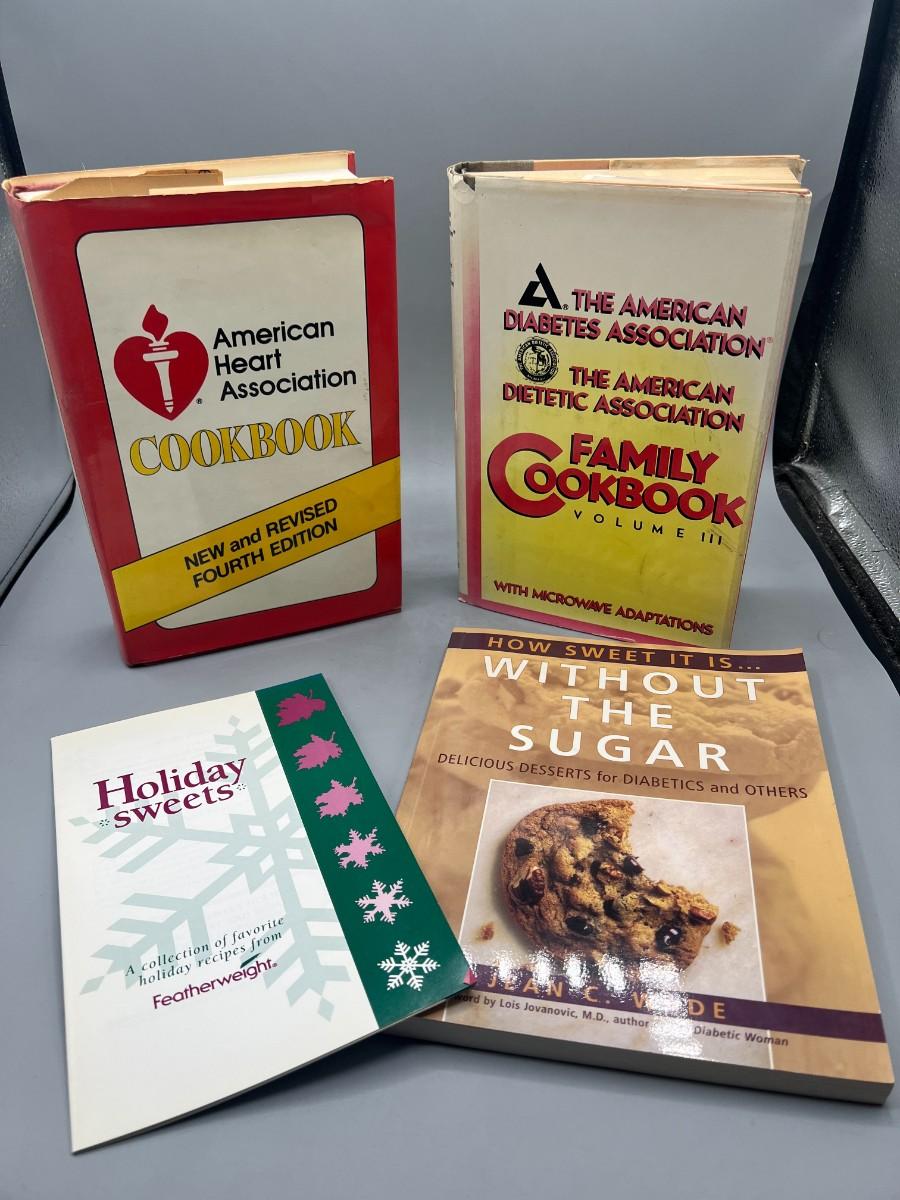 American
Heart
Association
COOKBOOK
NEW and REVISED
FOURTH EDITION
THE AMERICAN
DIABETES ASSOCIATION®
THE AMERICAN
DIETETIC ASSOCIATION
FAMILY
COOKBOOK
VOLUME III
WITH MICROWAVE ADAPTATIONS
Holiday
sweets
A collection of favorite
holiday recipes from
Featherweight®
HOW SWEET IT IS...
WITHOUT
THE
SUGAR
DELICIOUS DESSERTS for DIABETICS and OTHERS
JEAN C.
by Lois Jovanovic, M.D., author Diabetic Woman